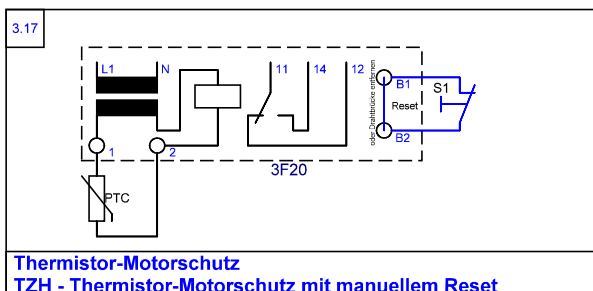 3.17
L1 N 11 14 12
oder Drahtbrücke entfernen
B1
S1
Reset
B2
1 2
3F20
PTC
Thermistor-Motorschutz
TZH - Thermistor-Motorschutz mit manuellem Reset